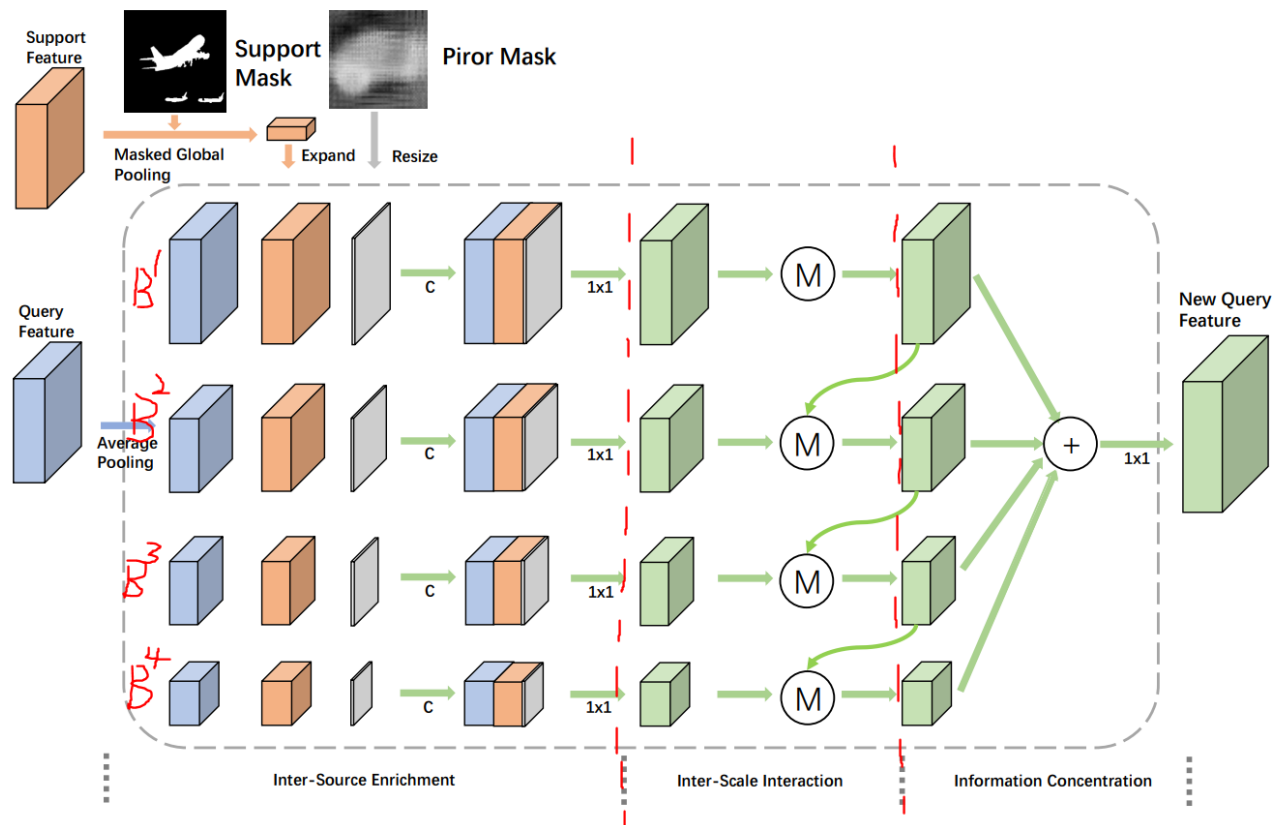 Support
Feature
Support
Mask
Piror Mask
Masked Global
Pooling
Expand
Resize
B1
C
1x1
M
Query
Feature
New Query
Feature
B2
Average
Pooling
C
1x1
M
+
1x1
B3
C
1x1
M
B4
C
1x1
M
Inter-Source Enrichment
Inter-Scale Interaction
Information Concentration